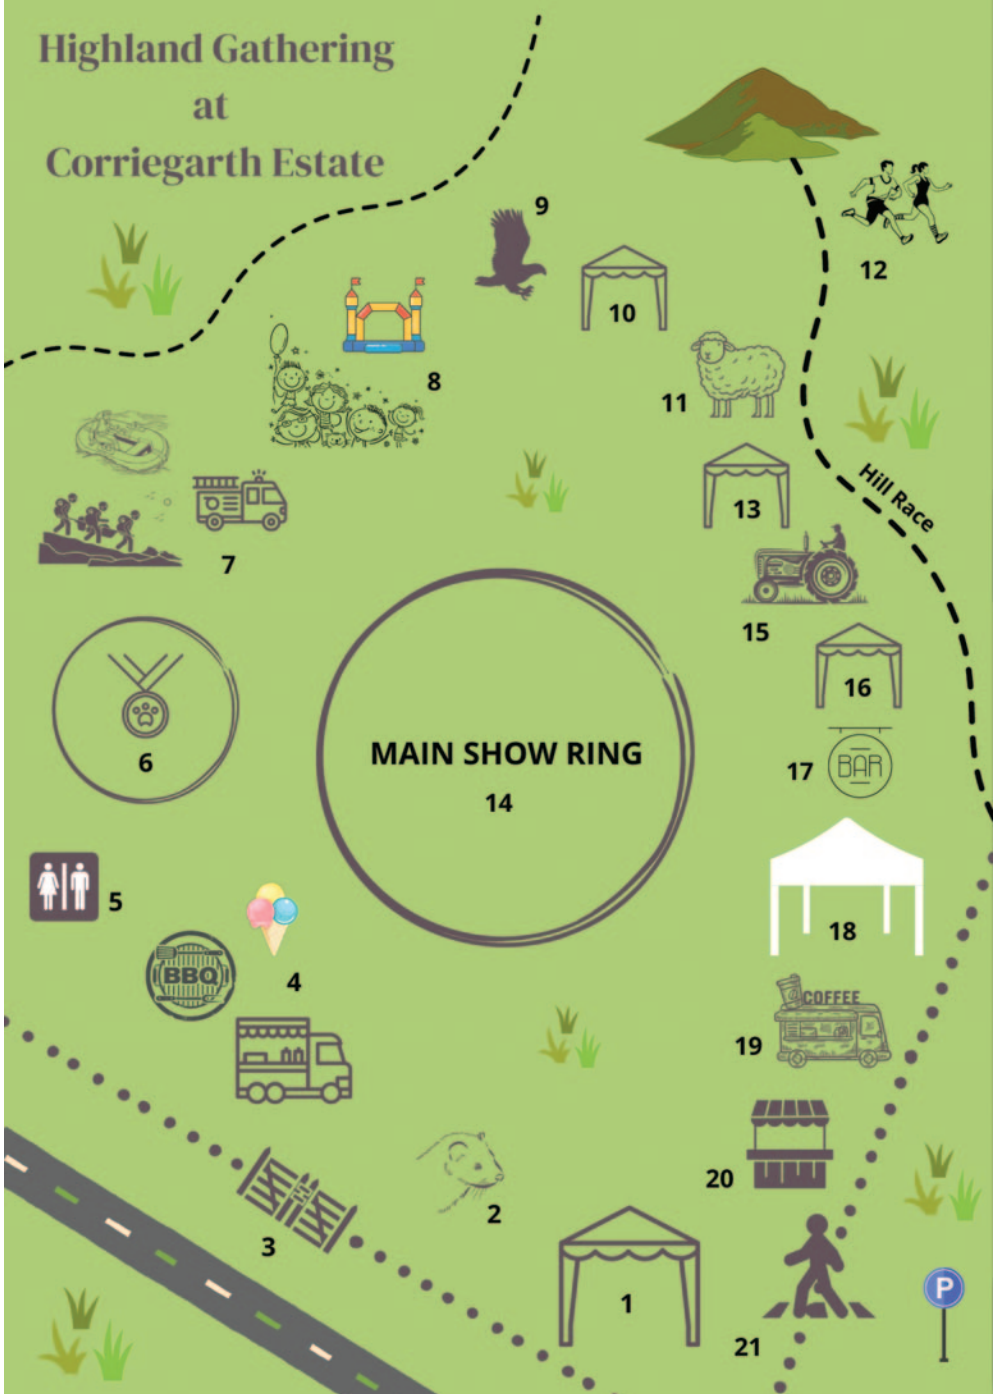 Highland Gathering
at
Corriegarth Estate
9
12
10
8
11
Hill Race
13
7
15
16
6
MAIN SHOW RING
14
17
BAR
5
18
4
BBQ
COFFEE
19
20
2
3
1
21
P